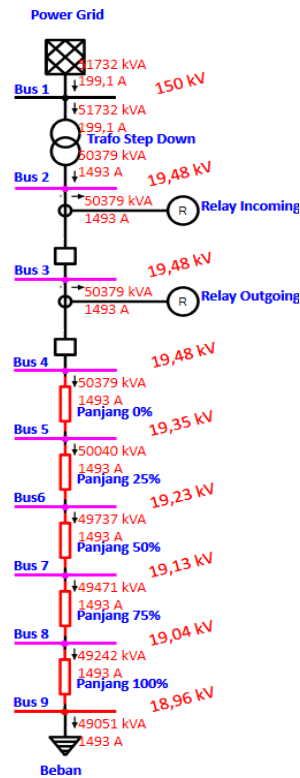 Power Grid
51732 kVA
199,1 A
Bus 1
150 kV
51732 kVA
199,1 A
Trafo Step Down
50379 kVA
1493 A
Bus 2
19,48 kV
50379 kVA
1493 A
R
Relay Incoming
Bus 3
19,48 kV
50379 kVA
1493 A
R
Relay Outgoing
Bus 4
19,48 kV
50379 kVA
1493 A
Panjang 0%
Bus 5
19,35 kV
50040 kVA
1493 A
Panjang 25%
Bus6
19,23 kV
49737 kVA
1493 A
Panjang 50%
Bus 7
19,13 kV
49471 kVA
1493 A
Panjang 75%
Bus 8
19,04 kV
49242 kVA
1493 A
Panjang 100%
Bus 9
18,96 kV
49051 kVA
1493 A
Beban